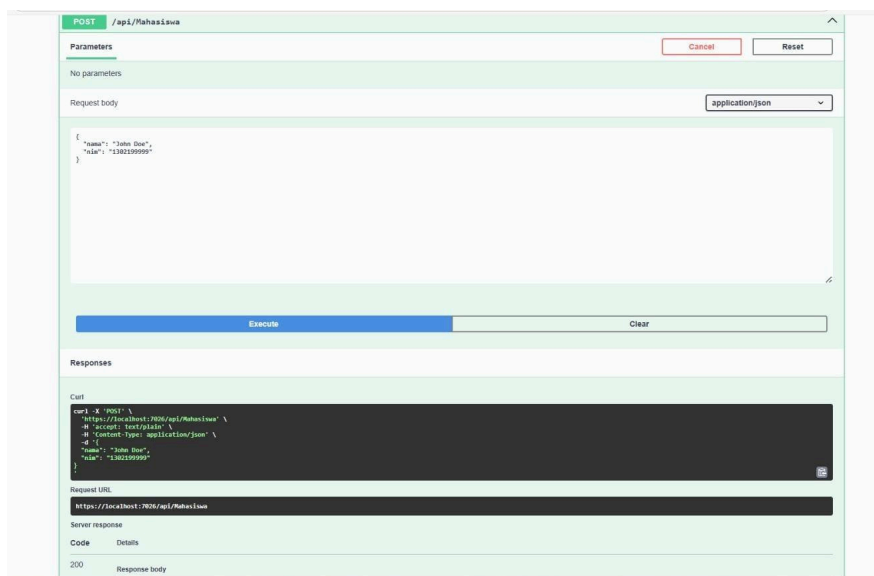 POST /api/Mahasiswa
Parameters
Cancel Reset
No parameters
Request body
application/json
{
"nama": "John Doe",
"nim": "1302199999"
}
Execute Clear
Responses
Curl
curl -X 'POST' \
'https://localhost:7026/api/Mahasiswa' \
-H 'accept: text/plain' \
-H 'Content-Type: application/json' \
-d '{
"nama": "John Doe",
"nim": "1302199999"
}
'
Request URL
https://localhost:7026/api/Mahasiswa
Server response
Code Details
200
Response body